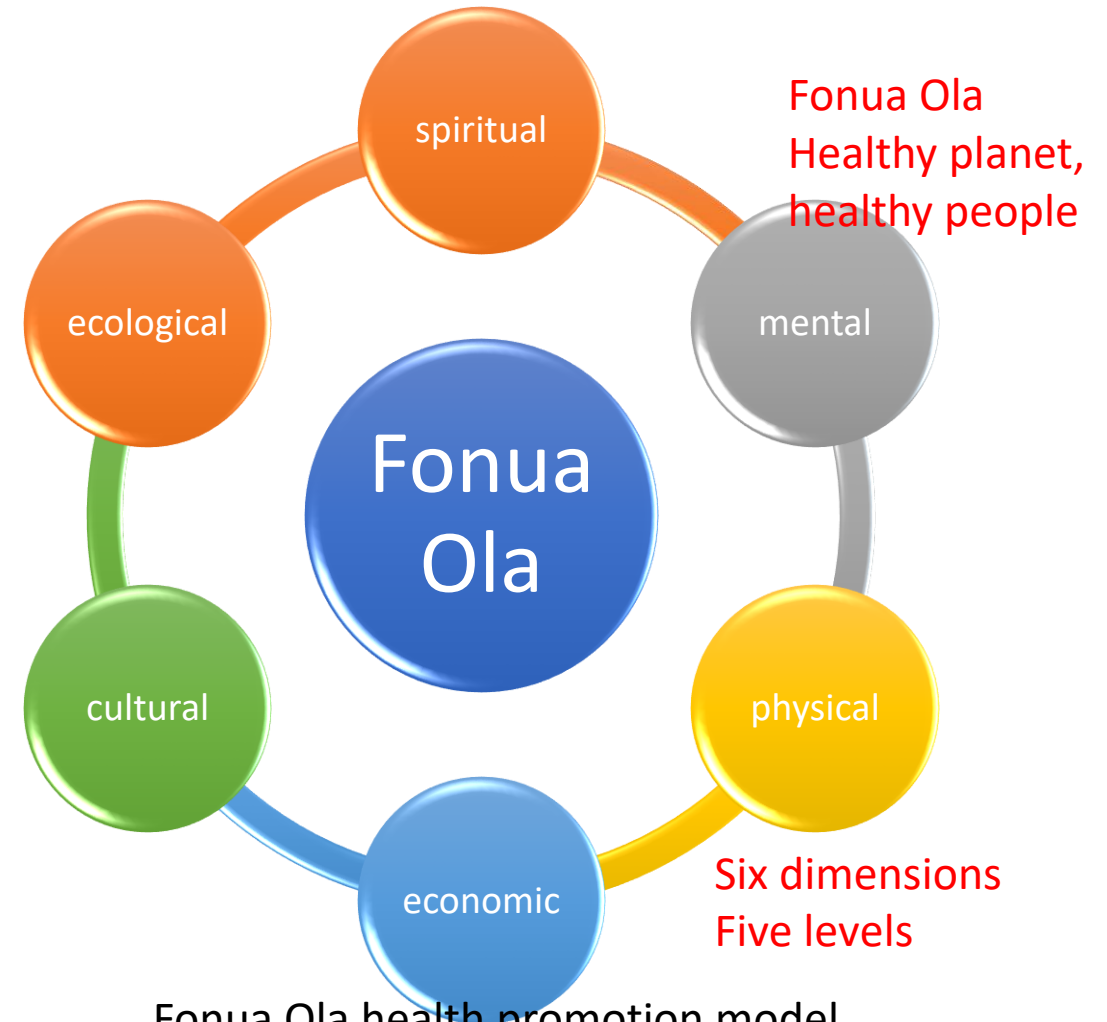 spiritual
Fonua Ola
Healthy planet,
healthy people
ecological
mental
Fonua
Ola
cultural
physical
economic
Six dimensions
Five levels
Fonua Ola health promotion model